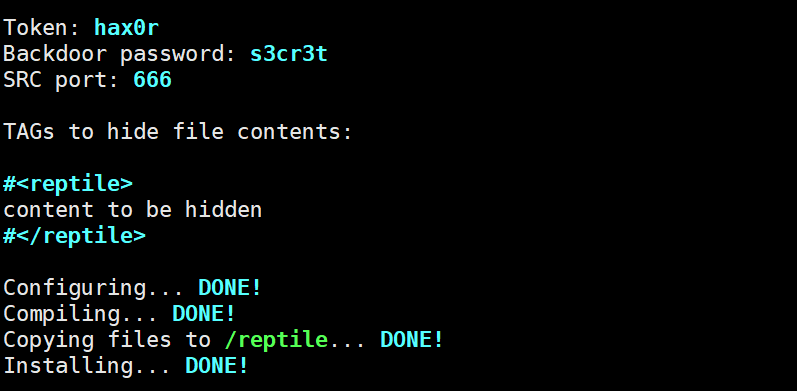 Token: hax0r
Backdoor password: s3cr3t
SRC port: 666
TAGs to hide file contents:
#<reptile>
content to be hidden
#</reptile>
Configuring... DONE!
Compiling... DONE!
Copying files to /reptile... DONE!
Installing... DONE!